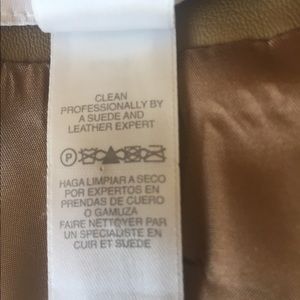 CLEAN
PROFESSIONALLY BY
A SUEDE AND
LEATHER EXPERT
P
HAGA LIMPIAR A SECO
POR EXPERTOS EN
PRENDAS DE CUERO
O GAMUZA
FAIRE NETTOYER PAR
UN SPECIALISTE EN
CUIR ET SUEDE